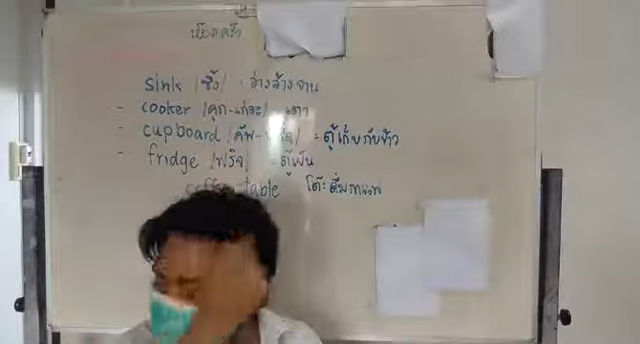 ห้องครัว
sink /ซิ้ง/ อ่างล้างจาน
- cooker /คุก-เก่อะ/ เตา
- cupboard /คัพ- / = ตู้เก็บกับข้าว
- fridge /ฟริจ/ = ตู้เย็น
coffee table โต๊ะดื่มกาแฟ